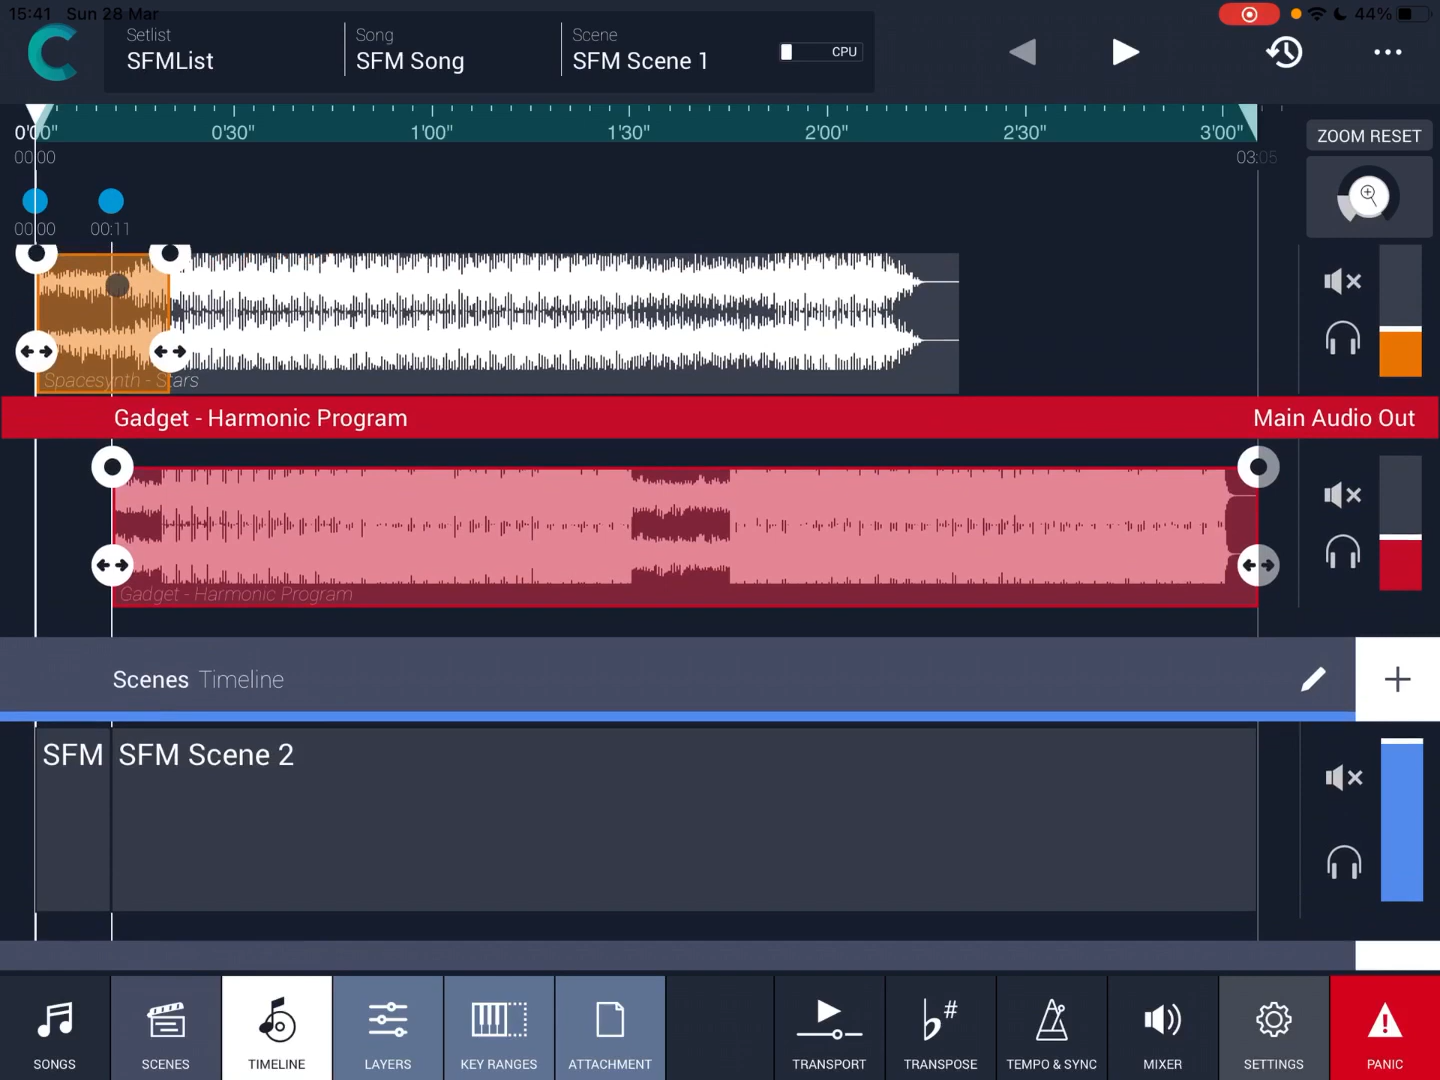 15:41 Sun 28 Mar
44%
Setlist
SFMList
Song
SFM Song
Scene
SFM Scene 1
CPU
0'00" 0'30" 1'00" 1'30" 2'00" 2'30" 3'00"
00:00 03:05
ZOOM RESET
00:00 00:11
Spacesynth - Stars
Gadget - Harmonic Program Main Audio Out
Gadget - Harmonic Program
Scenes Timeline
SFM SFM Scene 2
SONGS SCENES TIMELINE LAYERS KEY RANGES ATTACHMENT TRANSPORT TRANSPOSE TEMPO & SYNC MIXER SETTINGS PANIC